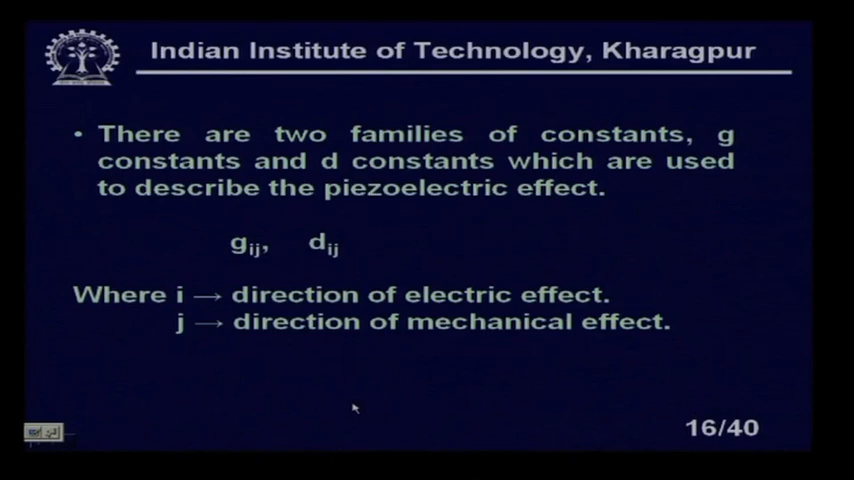 Indian Institute of Technology, Kharagpur
• There are two families of constants, g
constants and d constants which are used
to describe the piezoelectric effect.
gij, dij
Where i → direction of electric effect.
j → direction of mechanical effect.
16/40